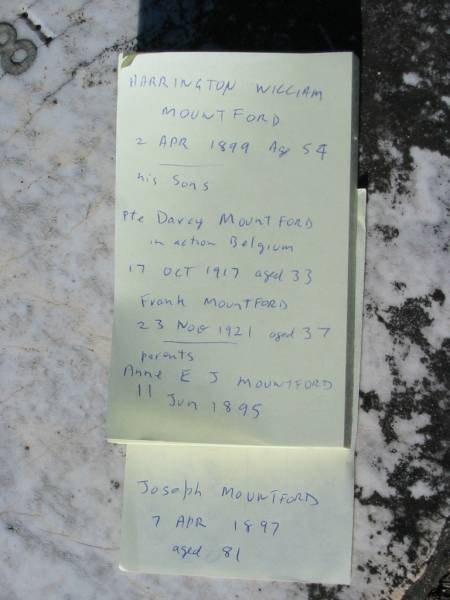 HARRINGTON WILLIAM
MOUNTFORD
2 APR 1899 Age 54
his Sons
Pte Darcy MOUNTFORD
in action Belgium
17 OCT 1917 aged 33
Frank MOUNTFORD
23 Nov 1921 aged 37
parents
Anne E J MOUNTFORD
11 Jun 1895
Joseph MOUNTFORD
7 APR 1897
aged 81